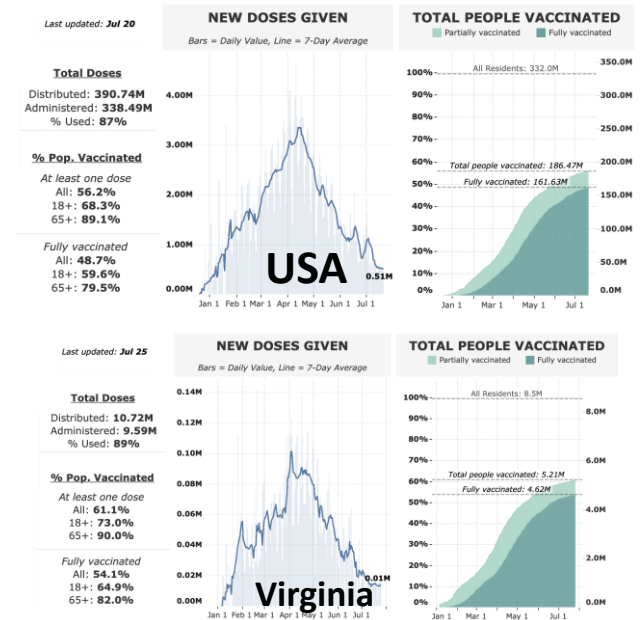 Last updated: Jul 20
Total Doses
Distributed: 390.74M
Administered: 338.49M
% Used: 87%
% Pop. Vaccinated
At least one dose
All: 56.2%
18+: 68.3%
65+: 89.1%
Fully vaccinated
All: 48.7%
18+: 59.6%
65+: 79.5%
NEW DOSES GIVEN
Bars = Daily Value, Line = 7-Day Average
4.00M
3.00M
2.00M
1.00M
0.00M
USA
0.51M
Jan 1 Feb 1 Mar 1 Apr 1 May 1 Jun 1 Jul 1
TOTAL PEOPLE VACCINATED
Partially vaccinated Fully vaccinated
All Residents: 332.0M
Total people vaccinated: 186.47M
Fully vaccinated: 161.63M
100%
90%
80%
70%
60%
50%
40%
30%
20%
10%
0%
350.0M
300.0M
250.0M
200.0M
150.0M
100.0M
50.0M
0.0M
Jan 1 Mar 1 May 1 Jul 1
Last updated: Jul 25
Total Doses
Distributed: 10.72M
Administered: 9.59M
% Used: 89%
% Pop. Vaccinated
At least one dose
All: 61.1%
18+: 73.0%
65+: 90.0%
Fully vaccinated
All: 54.1%
18+: 64.9%
65+: 82.0%
NEW DOSES GIVEN
Bars = Daily Value, Line = 7-Day Average
0.14M
0.12M
0.10M
0.08M
0.06M
0.04M
0.02M
0.00M
0.01M
Virginia
Jan 1 Feb 1 Mar 1 Apr 1 May 1 Jun 1 Jul 1
TOTAL PEOPLE VACCINATED
Partially vaccinated Fully vaccinated
All Residents: 8.5M
Total people vaccinated: 5.21M
Fully vaccinated: 4.62M
100%
90%
80%
70%
60%
50%
40%
30%
20%
10%
0%
8.0M
6.0M
4.0M
2.0M
0.0M
Jan 1 Mar 1 May 1 Jul 1